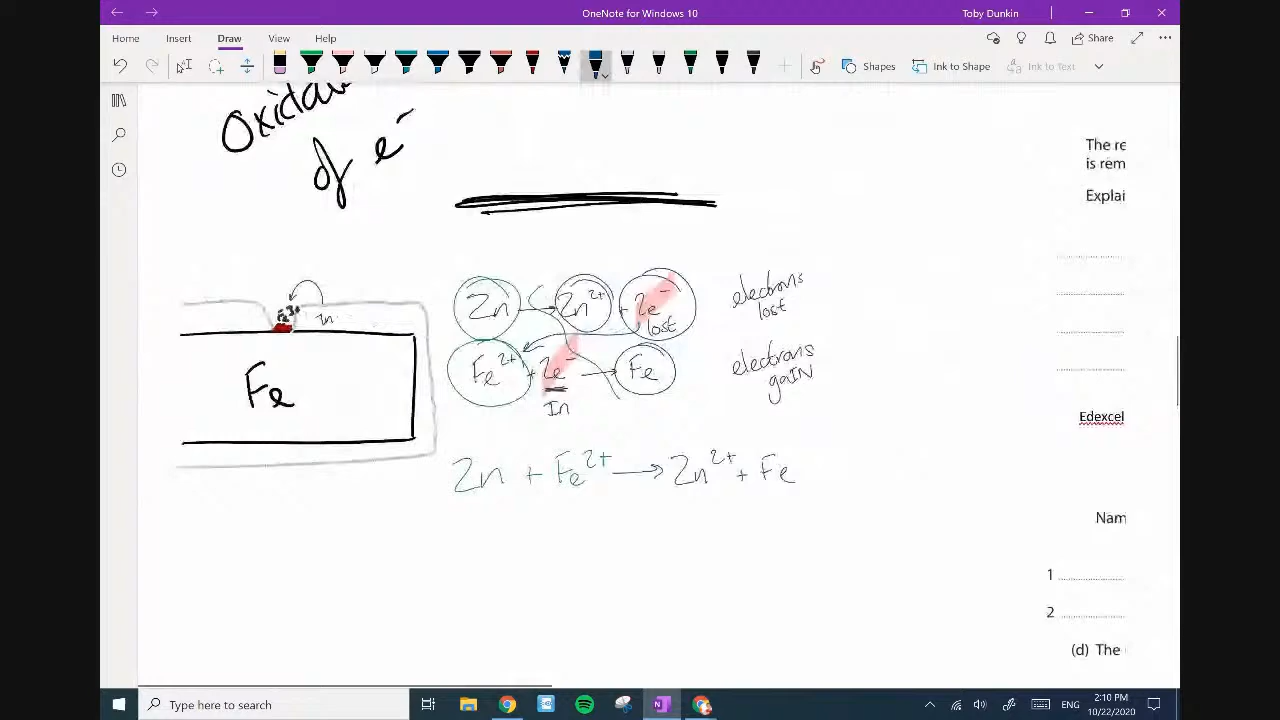 OneNote for Windows 10
Toby Dunkin
Home Insert Draw View Help
Share
Shapes
Ink to Shape
Ink to Text
of e⁻
The re
is rem
Explai
Zn → Zn²⁺ + 2e⁻
lost
electrons
lost
Fe²⁺ + 2e⁻ → Fe
In
electrons
gaIN
Zn
Fe
Zn + Fe²⁺ → Zn²⁺ + Fe
Edexcel
Nam
1
2
(d) The
Type here to search
2:10 PM
10/22/2020